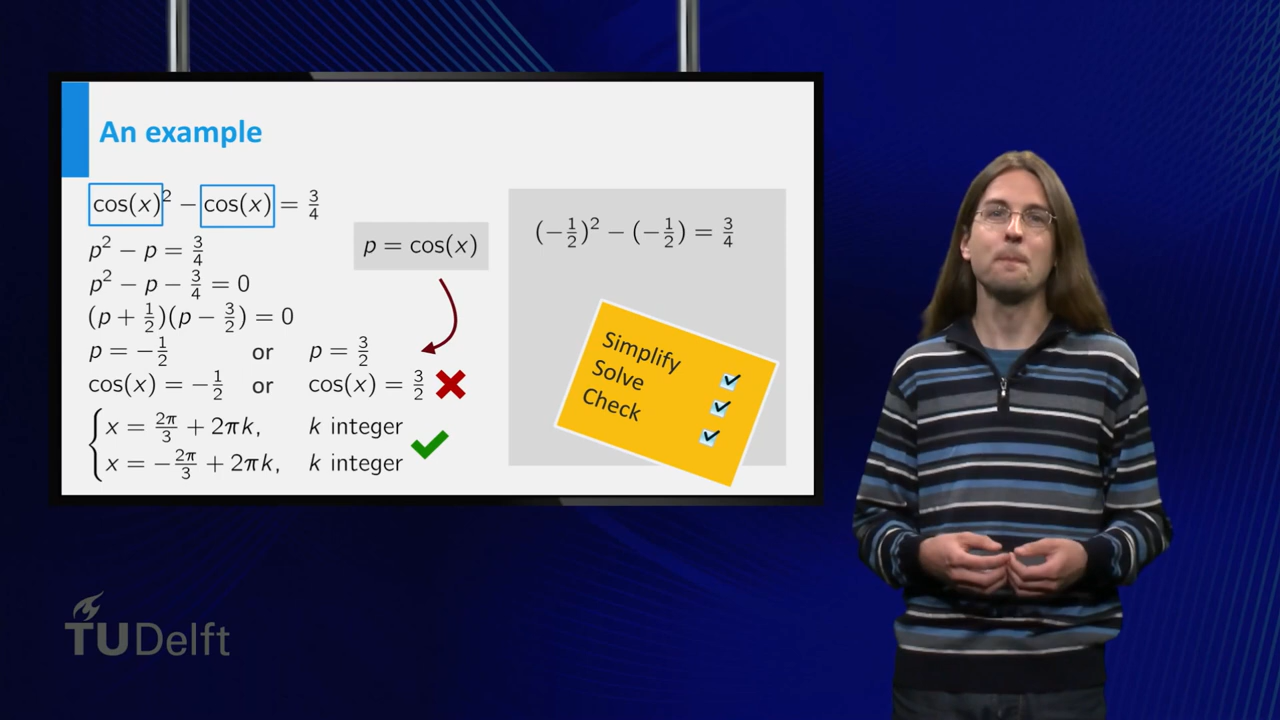 An example
cos(x)² − cos(x) = 3/4
p² − p = 3/4
p² − p − 3/4 = 0
(p + 1/2)(p − 3/2) = 0
p = −1/2 or p = 3/2
cos(x) = −1/2 or cos(x) = 3/2
x = 2π/3 + 2πk, k integer
x = −2π/3 + 2πk, k integer
p = cos(x)
(−1/2)² − (−1/2) = 3/4
Simplify
Solve
Check
TUDelft